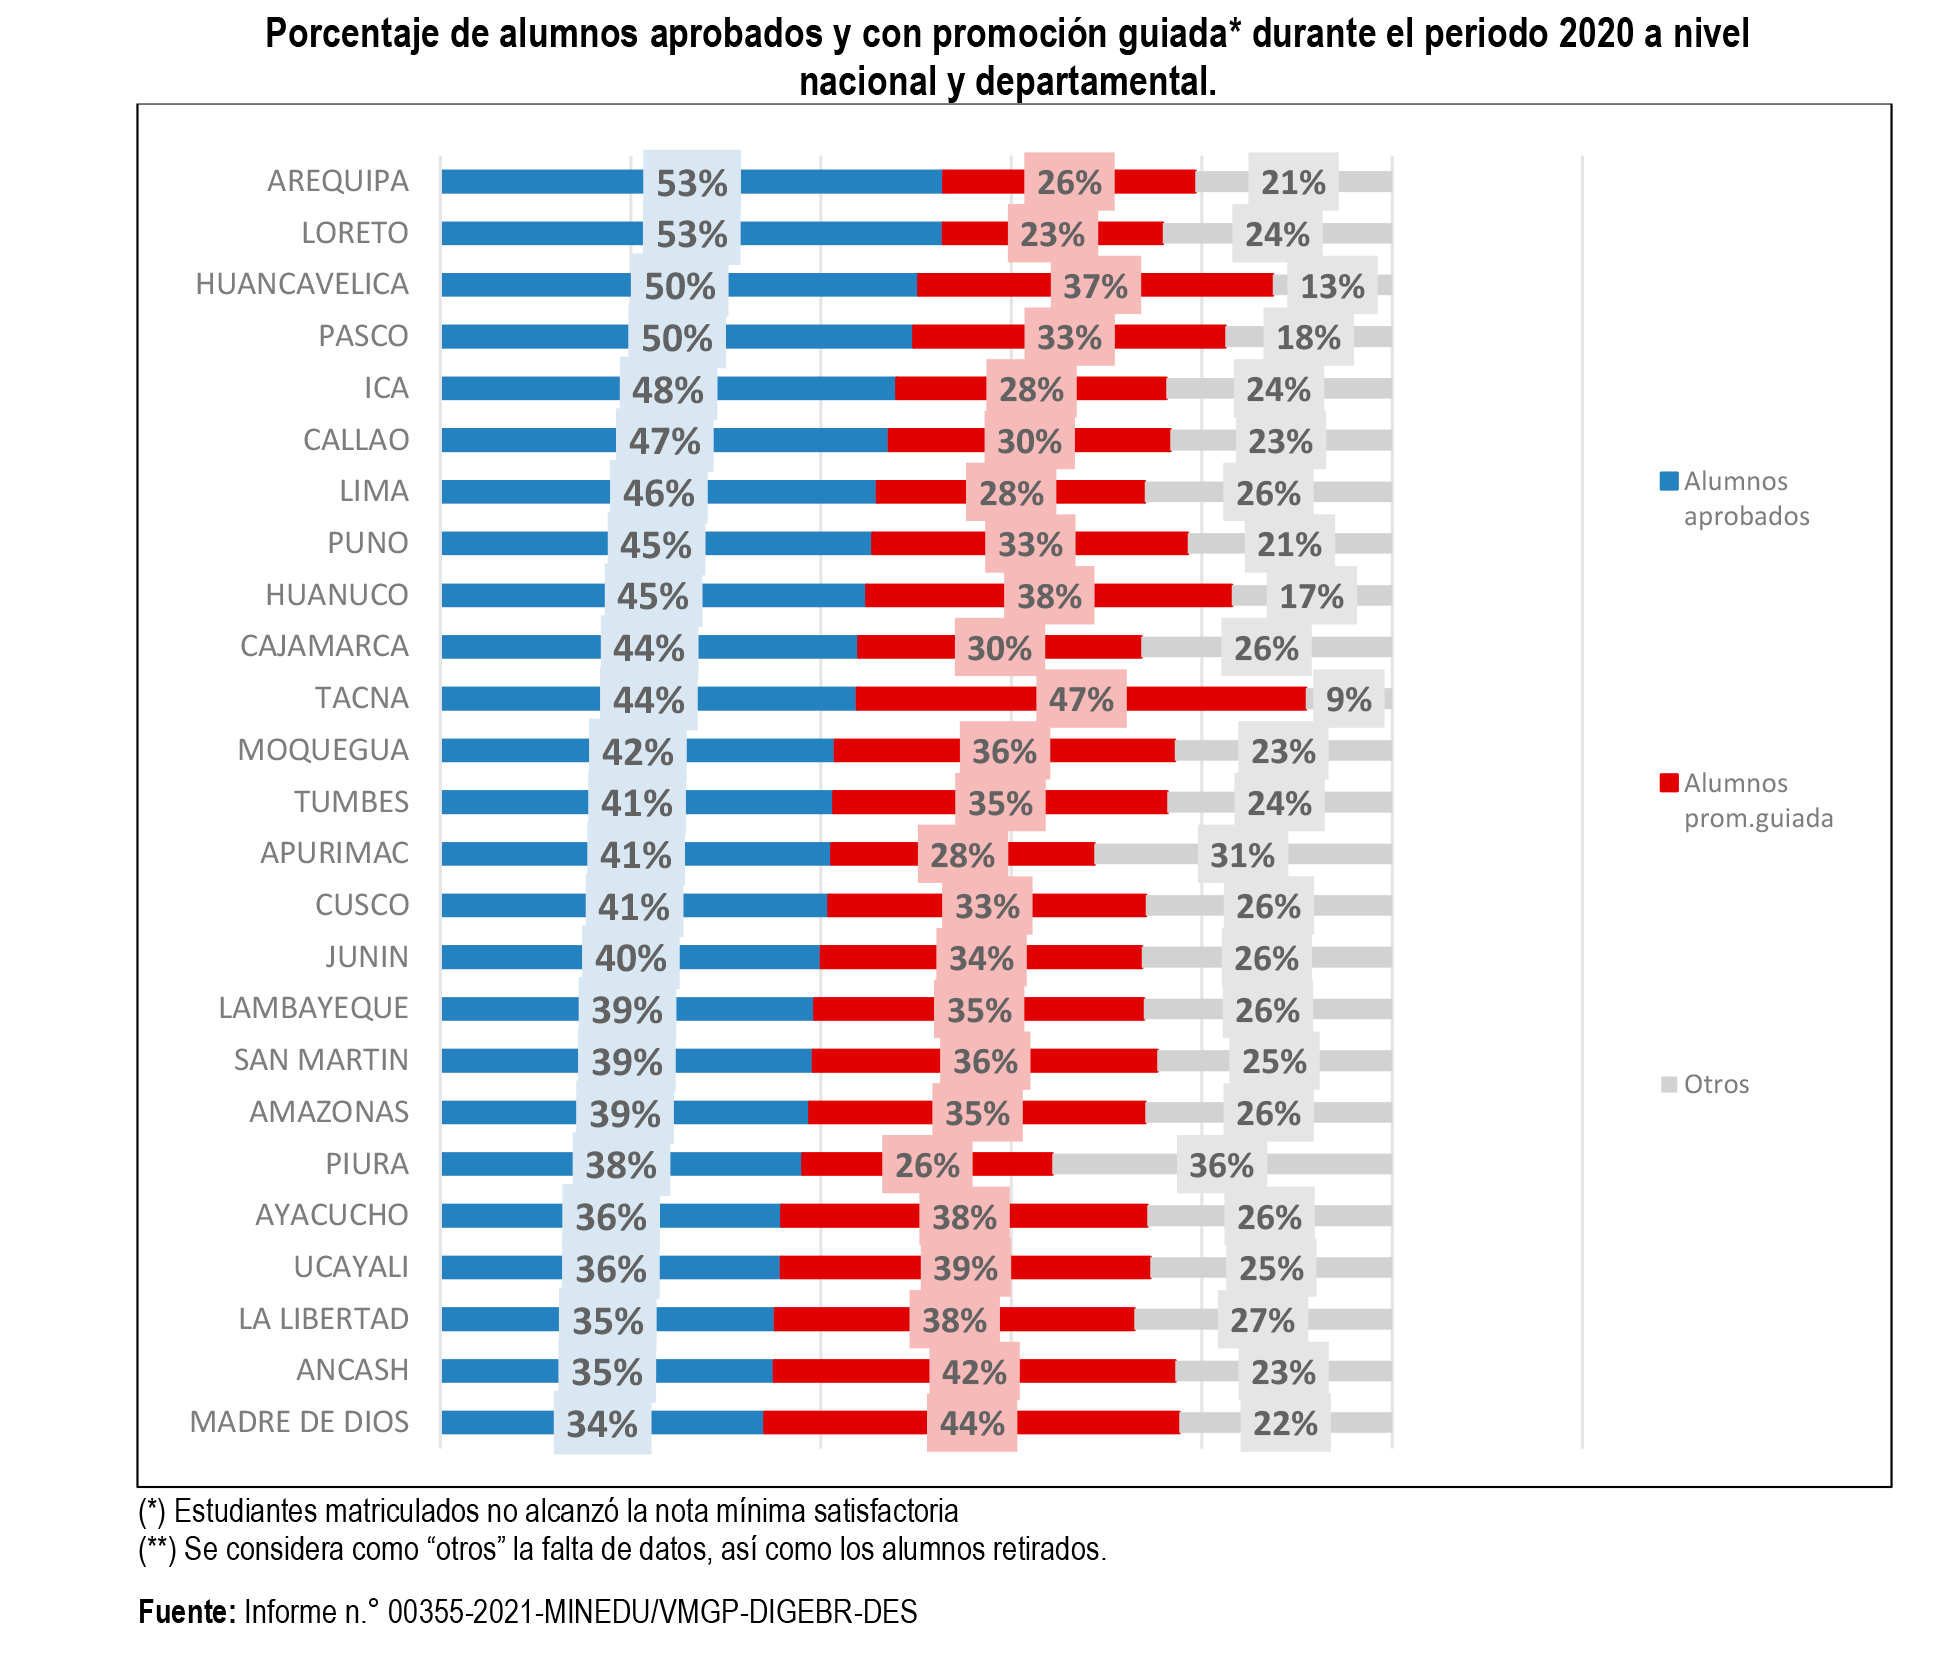 Porcentaje de alumnos aprobados y con promoción guiada* durante el periodo 2020 a nivel
nacional y departamental.
AREQUIPA 53% 26% 21%
LORETO 53% 23% 24%
HUANCAVELICA 50% 37% 13%
PASCO 50% 33% 18%
ICA 48% 28% 24%
CALLAO 47% 30% 23%
LIMA 46% 28% 26%
PUNO 45% 33% 21%
HUANUCO 45% 38% 17%
CAJAMARCA 44% 30% 26%
TACNA 44% 47% 9%
MOQUEGUA 42% 36% 23%
TUMBES 41% 35% 24%
APURIMAC 41% 28% 31%
CUSCO 41% 33% 26%
JUNIN 40% 34% 26%
LAMBAYEQUE 39% 35% 26%
SAN MARTIN 39% 36% 25%
AMAZONAS 39% 35% 26%
PIURA 38% 26% 36%
AYACUCHO 36% 38% 26%
UCAYALI 36% 39% 25%
LA LIBERTAD 35% 38% 27%
ANCASH 35% 42% 23%
MADRE DE DIOS 34% 44% 22%
Alumnos
aprobados
Alumnos
prom.guiada
Otros
(*) Estudiantes matriculados no alcanzó la nota mínima satisfactoria
(**) Se considera como “otros” la falta de datos, así como los alumnos retirados.
Fuente: Informe n.° 00355-2021-MINEDU/VMGP-DIGEBR-DES